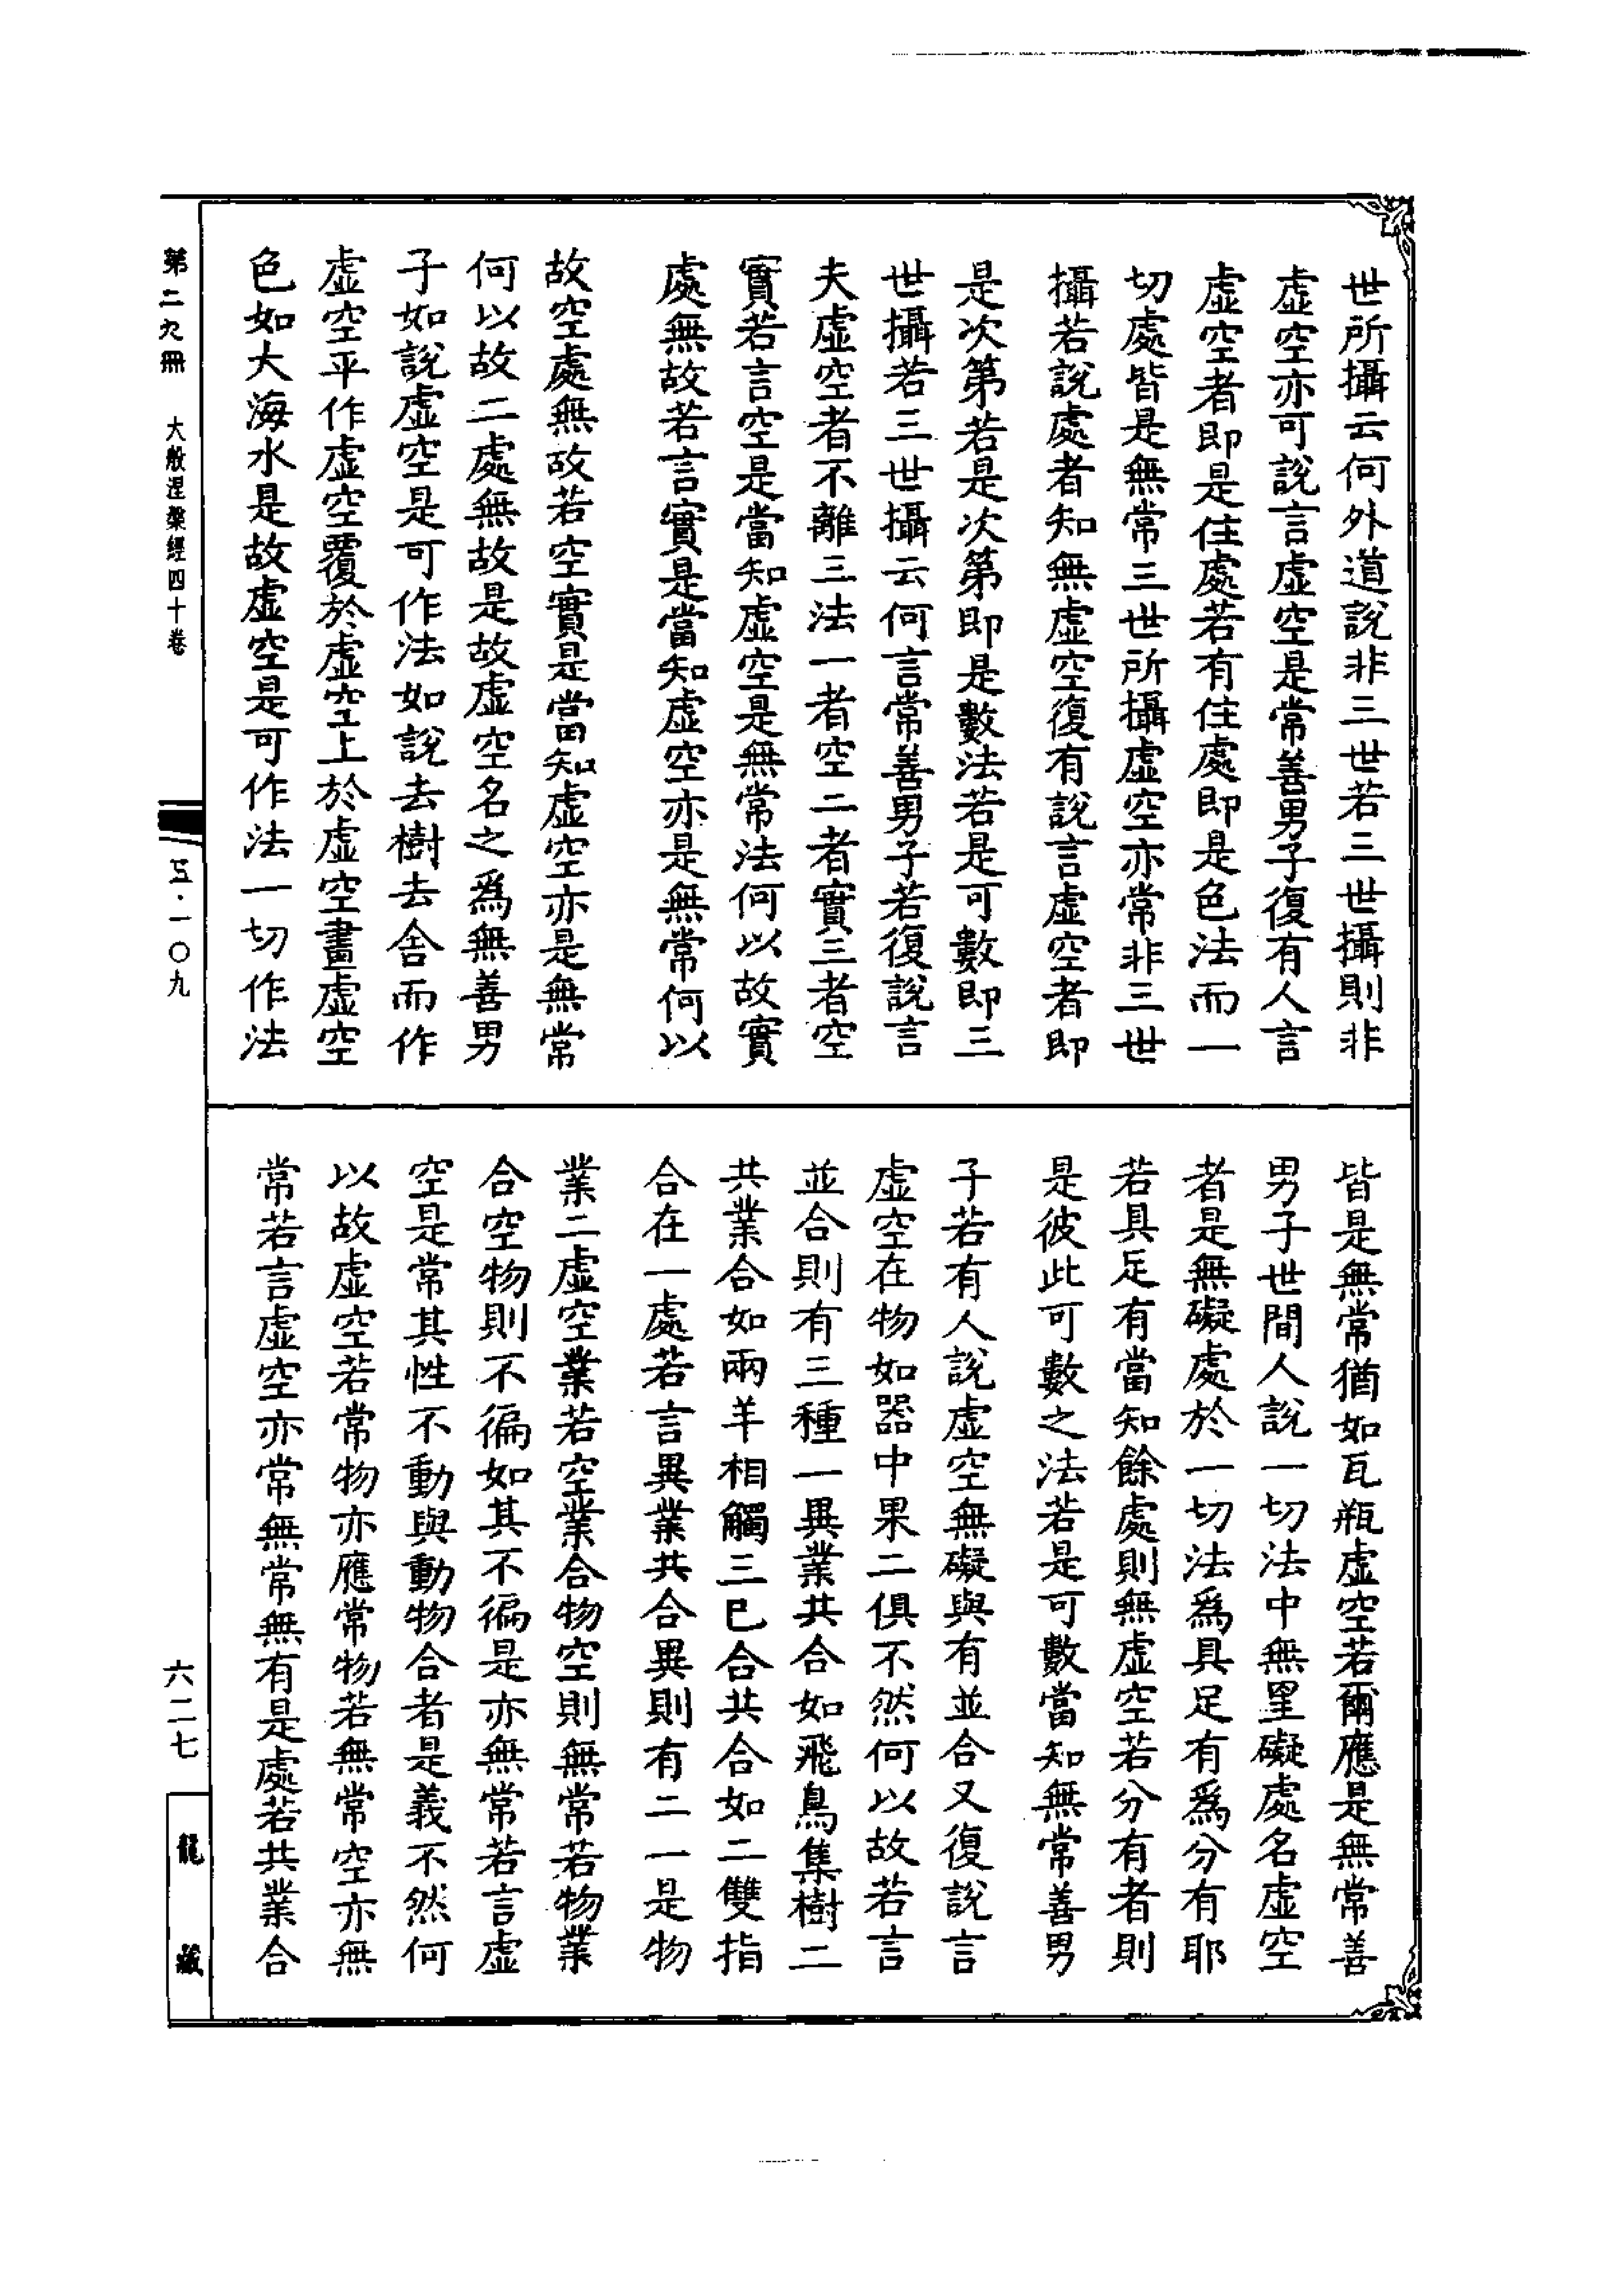 世所攝云何外道說非三世若三世攝則非
虛空亦可說言虛空是常善男子復有人言
虛空者即是住處若有住處即是色法而一
切處皆是無常三世所攝虛空亦常非三世
攝若說處者知無虛空復有說言虛空者即
是次第若是次第即是數法若是可數即三
世攝若三世攝云何言常善男子若復說言
夫虛空者不離三法一者空二者實三者空
實若言空是當知虛空是無常法何以故實
處無故若言實是當知虛空亦是無常何以
故空處無故若空實是當知虛空亦是無常
何以故二處無故是故虛空名之爲無善男
子如說虛空是可作法如說去樹去舍而作
虛空平作虛空覆於虛空上於虛空畫虛空
色如大海水是故虛空是可作法一切作法
皆是無常猶如瓦瓶虛空若爾應是無常善
男子世間人說一切法中無罣礙處名虛空
者是無礙處於一切法爲具足有爲分有耶
若具足有當知餘處則無虛空若分有者則
是彼此可數之法若是可數當知無常善男
子若有人說虛空無礙與有並合又復說言
虛空在物如器中果二俱不然何以故若言
並合則有三種一異業共合如飛鳥集樹二
共業合如兩羊相觸三已合共合如二雙指
合在一處若言異業共合異則有二一是物
業二虛空業若空業合物空則無常若物業
合空物則不徧如其不徧是亦無常若言虛
空是常其性不動與動物合者是義不然何
以故虛空若常物亦應常物若無常空亦無
常若言虛空亦常無常無有是處若共業合
第二九冊 大般涅槃經四十卷
五·一〇九
六二七
龍藏